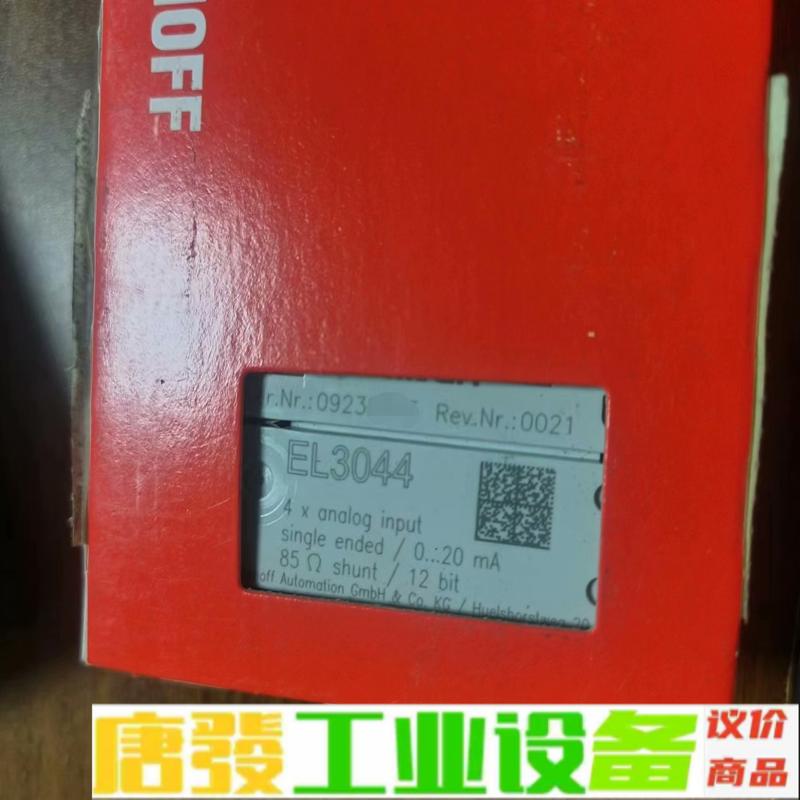 HOFF
r.Nr.:0923
Rev.Nr.:0021
EL3044
4 x analog input
single ended / 0...20 mA
85 Ω shunt / 12 bit
off Automation GmbH & Co. KG / Huelshorstweg 20
唐發工业设备
议价
商品